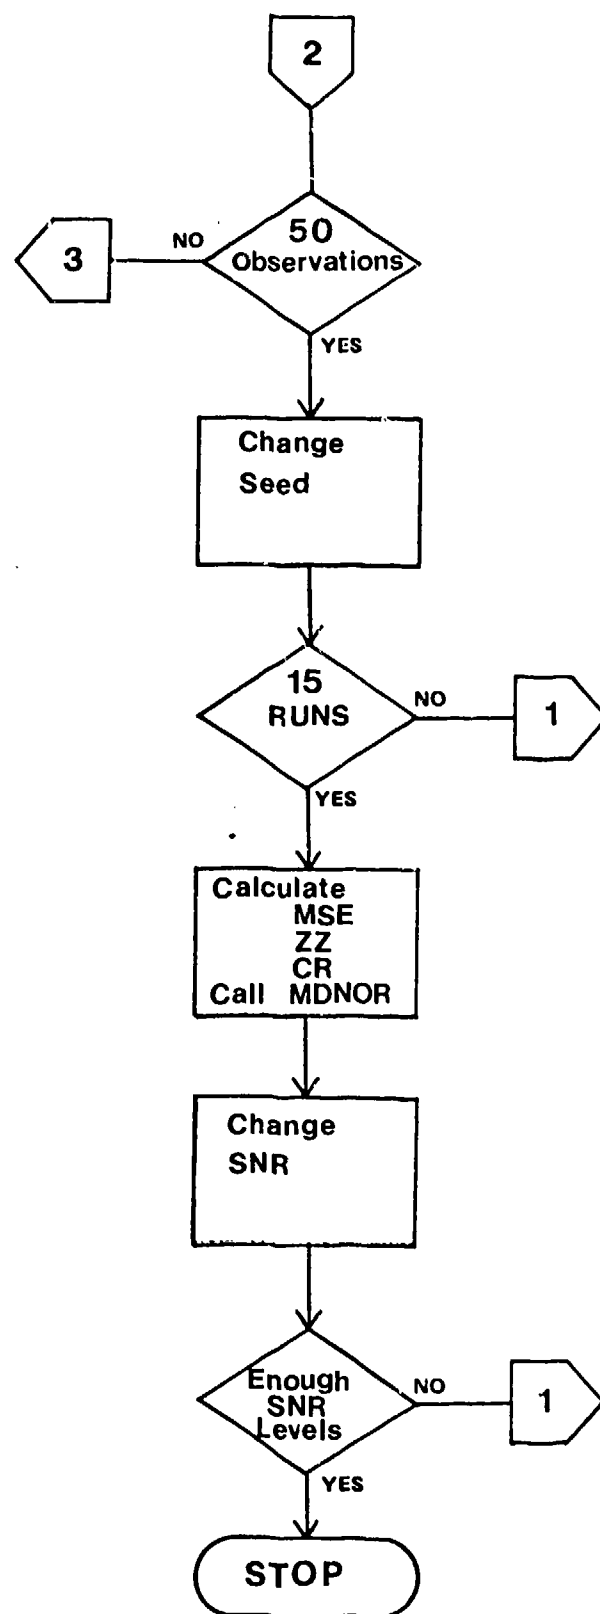 2
50
Observations
NO
3
YES
Change
Seed
15
RUNS
NO
1
YES
Calculate
MSE
ZZ
CR
Call MDNOR
Change
SNR
Enough
SNR
Levels
NO
1
YES
STOP